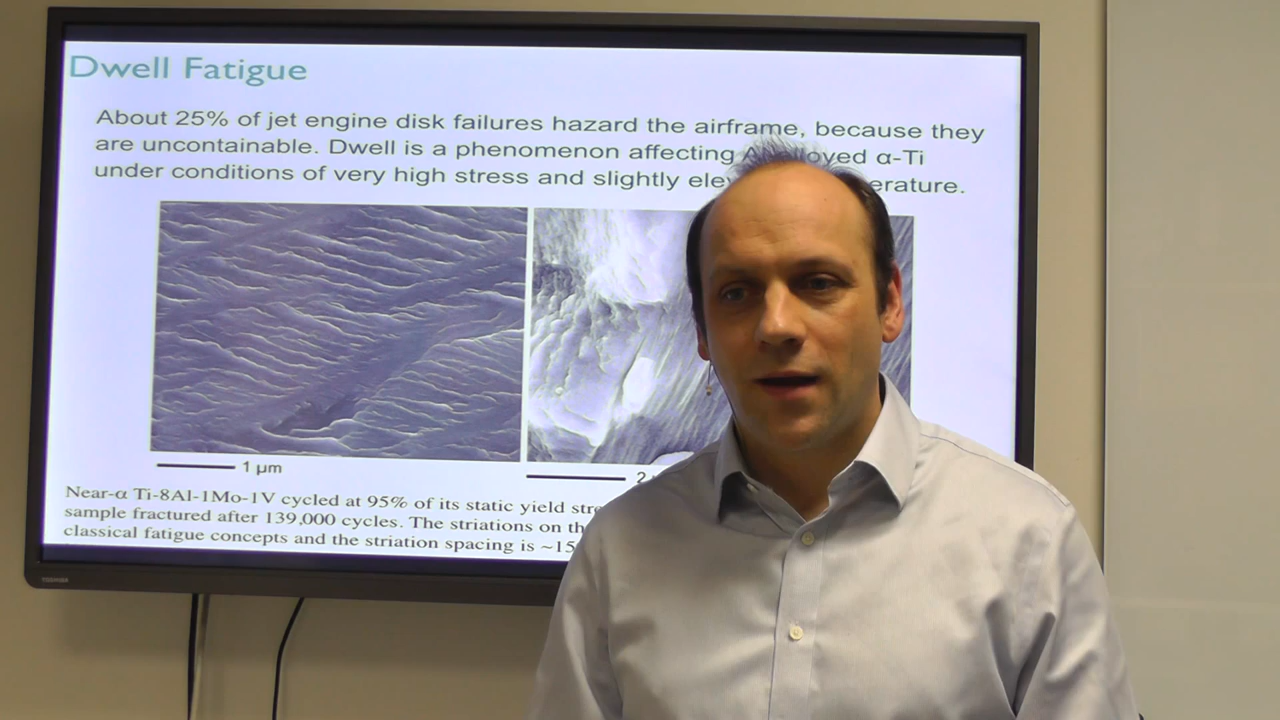 Dwell Fatigue
About 25% of jet engine disk failures hazard the airframe, because they
are uncontainable. Dwell is a phenomenon affecting α-Ti
under conditions of very high stress and slightly
1 µm
2
Near-α Ti-8Al-1Mo-1V cycled at 95% of its static yield
sample fractured after 139,000 cycles. The striations on
classical fatigue concepts and the striation spacing is
TOSHIBA